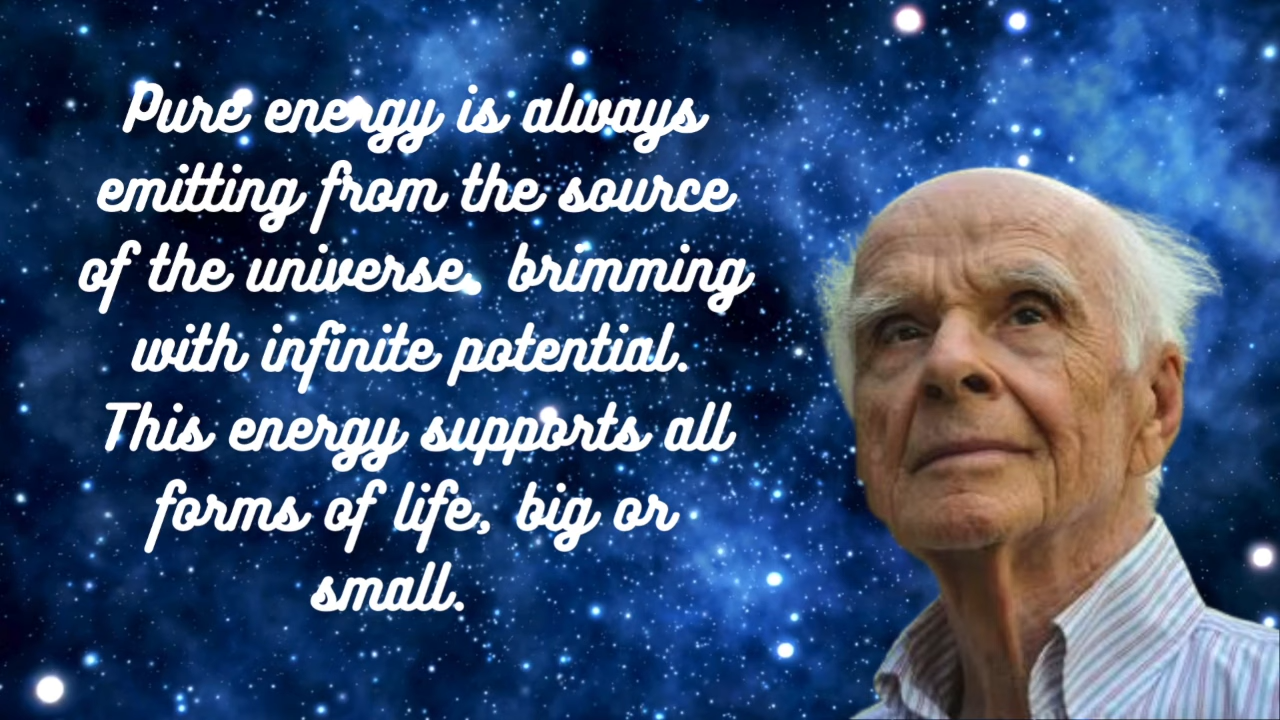 Pure energy is always
emitting from the source
of the universe, brimming
with infinite potential.
This energy supports all
forms of life, big or
small.